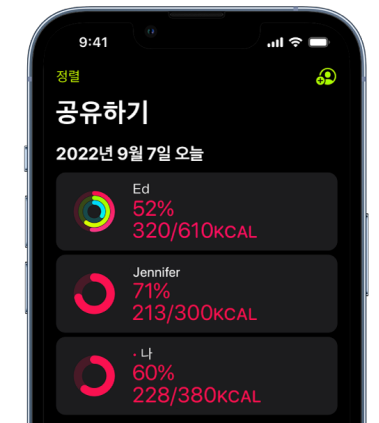 9:41
정렬
공유하기
2022년 9월 7일 오늘
Ed
52%
320/610KCAL
Jennifer
71%
213/300KCAL
• 나
60%
228/380KCAL